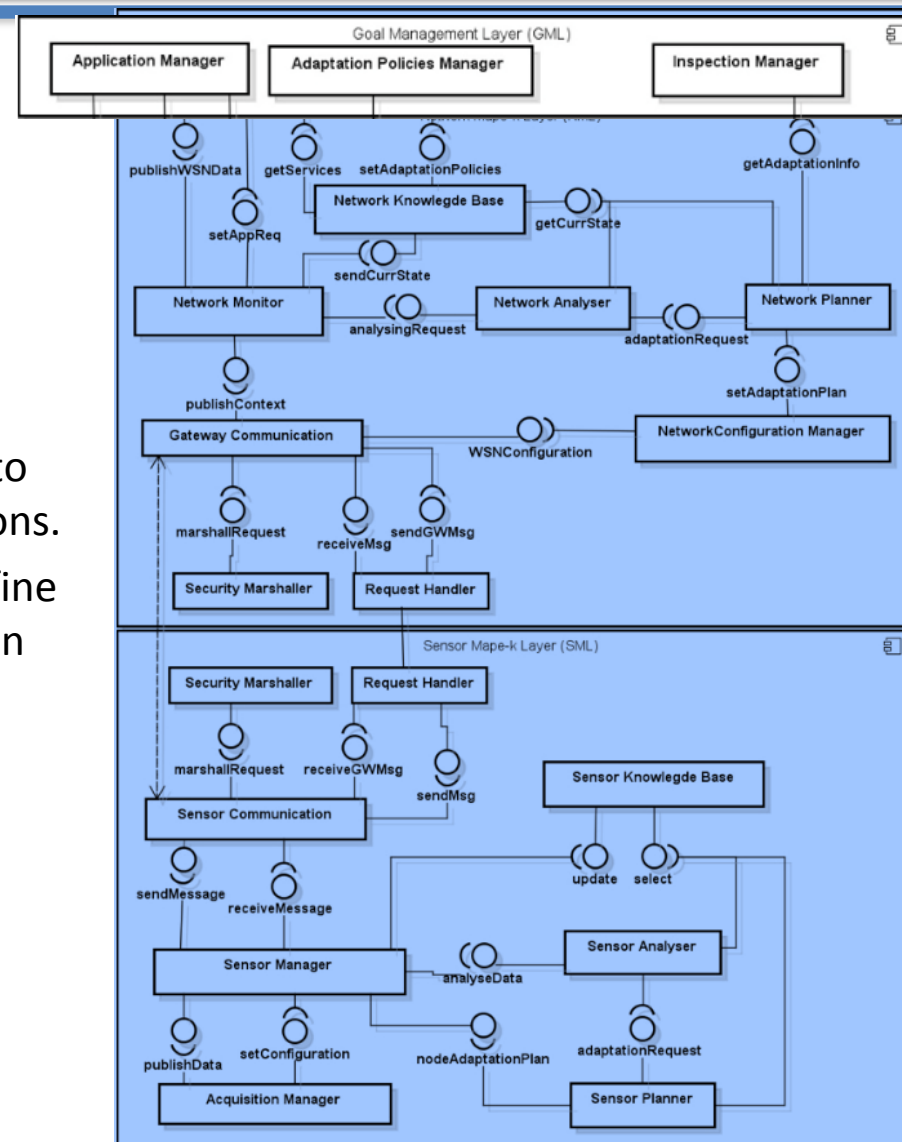 Goal Management Layer (GML)
Application Manager
Adaptation Policies Manager
Inspection Manager
publishWSNData
getServices
setAdaptationPolicies
getAdaptationInfo
Network Knowlegde Base
getCurrState
setAppReq
sendCurrState
Network Monitor
Network Analyser
Network Planner
analysingRequest
adaptationRequest
publishContext
setAdaptationPlan
Gateway Communication
NetworkConfiguration Manager
WSNConfiguration
to
ons.
fine
n
marshallRequest
receiveMsg
sendGWMsg
Security Marshaller
Request Handler
Sensor Mape-k Layer (SML)
Security Marshaller
Request Handler
marshallRequest
receiveGWMsg
sendMsg
Sensor Knowlegde Base
Sensor Communication
update
select
sendMessage
receiveMessage
Sensor Manager
Sensor Analyser
analyseData
publishData
setConfiguration
nodeAdaptationPlan
adaptationRequest
Acquisition Manager
Sensor Planner